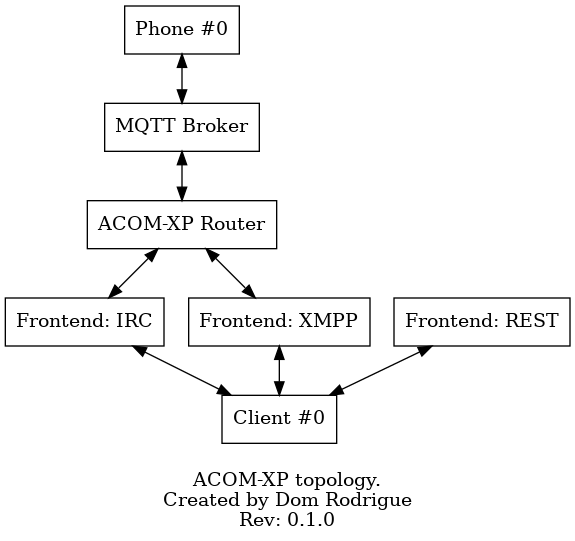 Phone #0
MQTT Broker
ACOM-XP Router
Frontend: IRC
Frontend: XMPP
Frontend: REST
Client #0
ACOM-XP topology.
Created by Dom Rodrigue
Rev: 0.1.0